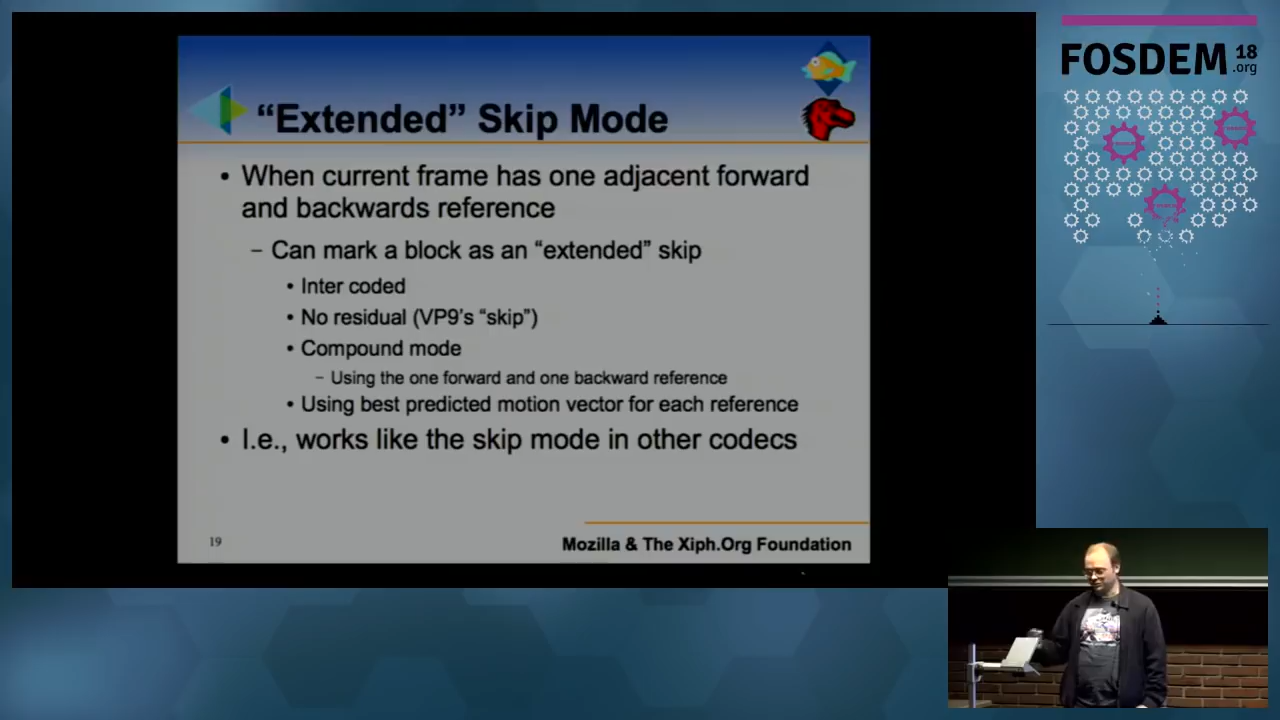 “Extended” Skip Mode
• When current frame has one adjacent forward
and backwards reference
– Can mark a block as an “extended” skip
• Inter coded
• No residual (VP9’s “skip”)
• Compound mode
– Using the one forward and one backward reference
• Using best predicted motion vector for each reference
• I.e., works like the skip mode in other codecs
19
Mozilla & The Xiph.Org Foundation
FOSDEM 18
.org